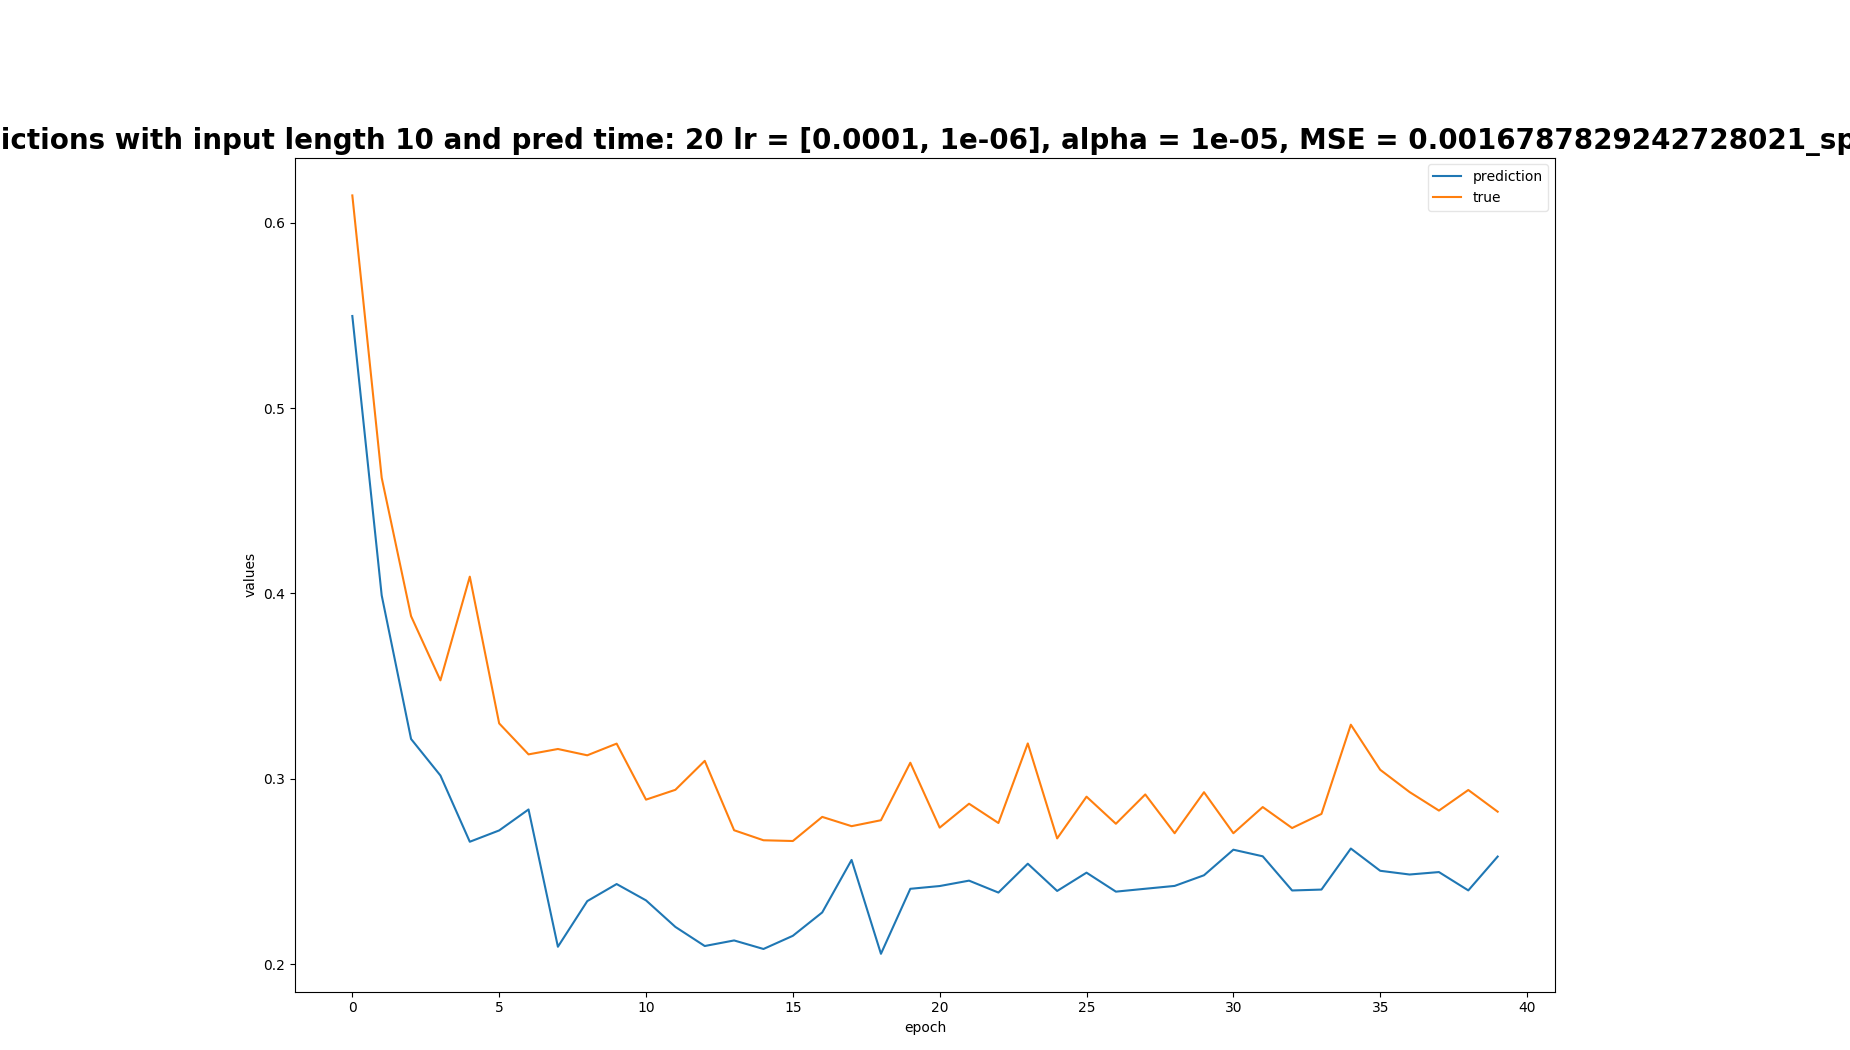 ictions with input length 10 and pred time: 20 lr = [0.0001, 1e-06], alpha = 1e-05, MSE = 0.0016787829242728021_sp
prediction
true
0.6
0.5
0.4
0.3
0.2
values
0 5 10 15 20 25 30 35 40
epoch